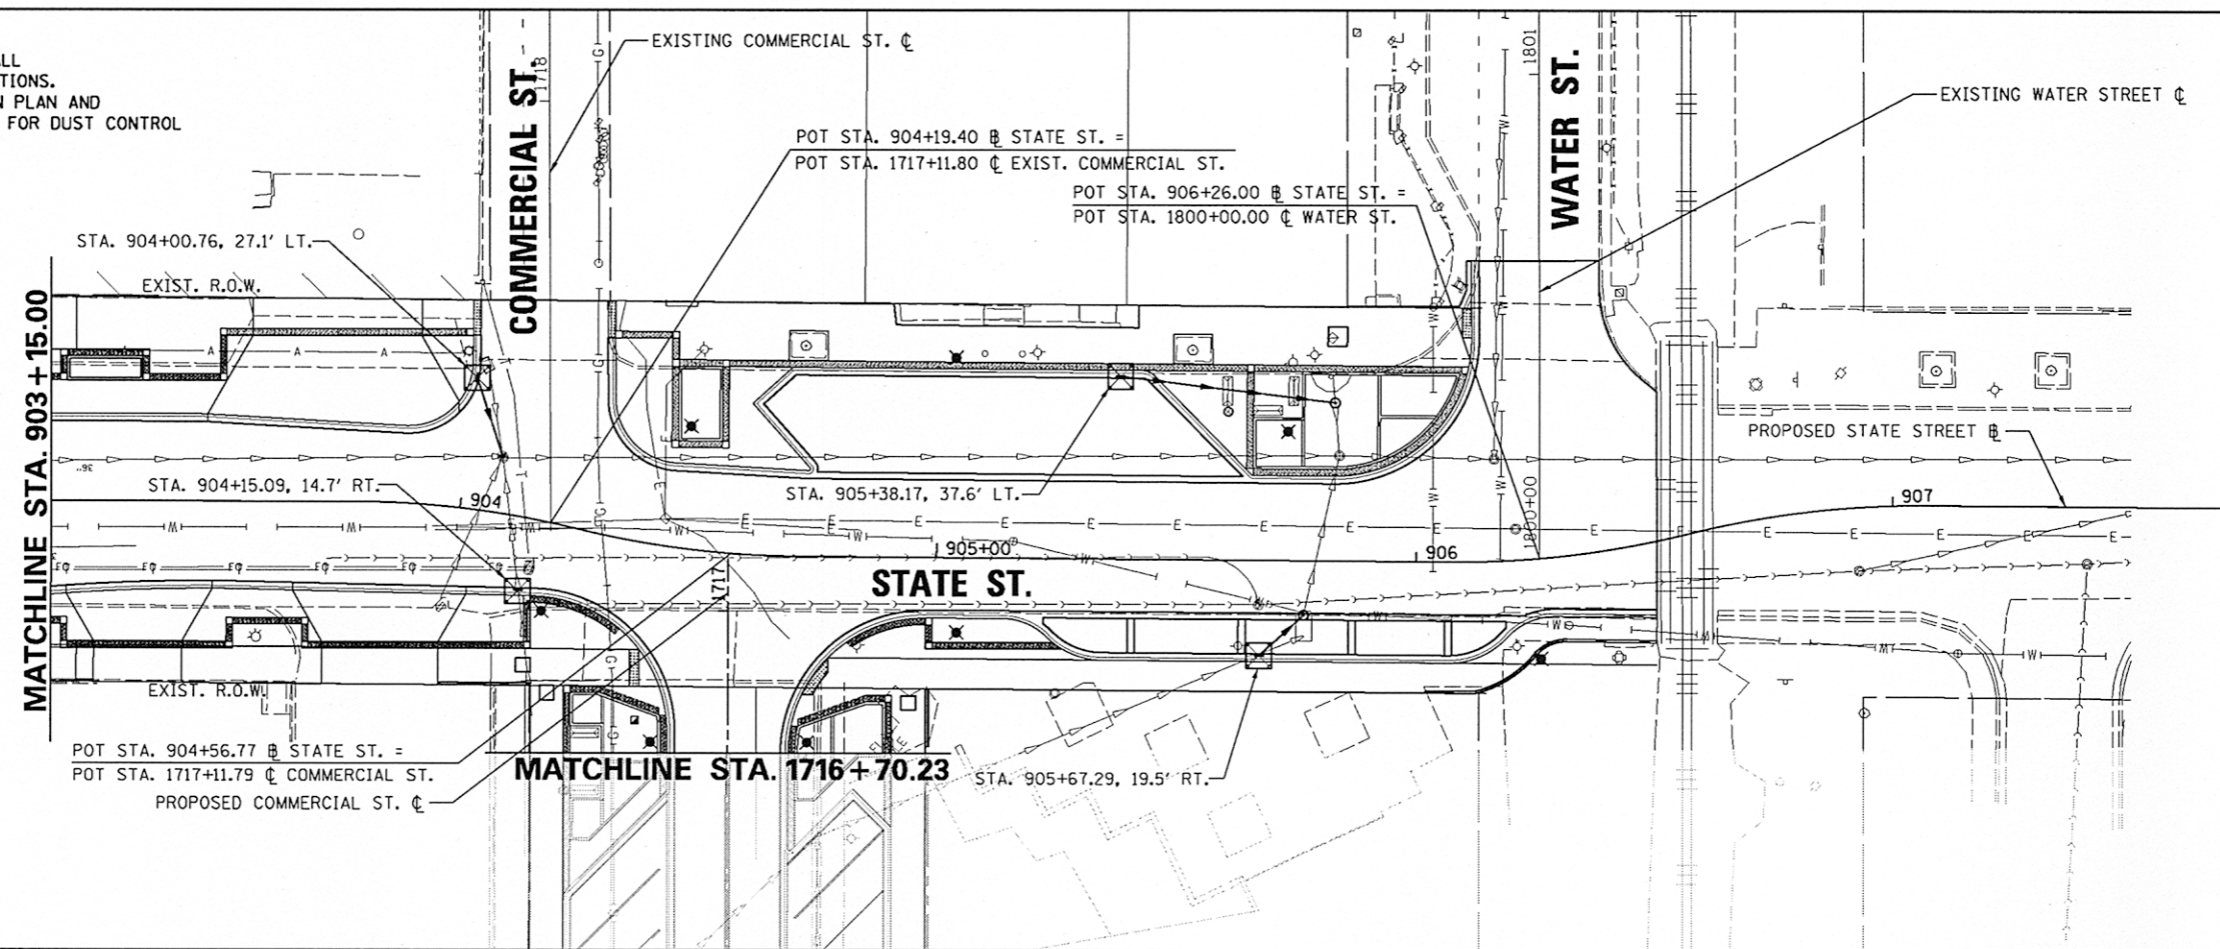 ALL
TIONS.
N PLAN AND
FOR DUST CONTROL
EXISTING COMMERCIAL ST. ℄
1718
COMMERCIAL ST.
1801
WATER ST.
EXISTING WATER STREET ℄
POT STA. 904+19.40 B STATE ST. =
POT STA. 1717+11.80 ℄ EXIST. COMMERCIAL ST.
POT STA. 906+26.00 B STATE ST. =
POT STA. 1800+00.00 ℄ WATER ST.
STA. 904+00.76, 27.1' LT.
EXIST. R.O.W.
MATCHLINE STA. 903+15.00
36"
STA. 904+15.09, 14.7' RT.
904
STA. 905+38.17, 37.6' LT.
PROPOSED STATE STREET B
1800+00
907
905+00
906
STATE ST.
1717
EXIST. R.O.W.
POT STA. 904+56.77 B STATE ST. =
POT STA. 1717+11.79 ℄ COMMERCIAL ST.
PROPOSED COMMERCIAL ST. ℄
MATCHLINE STA. 1716+70.23
STA. 905+67.29, 19.5' RT.